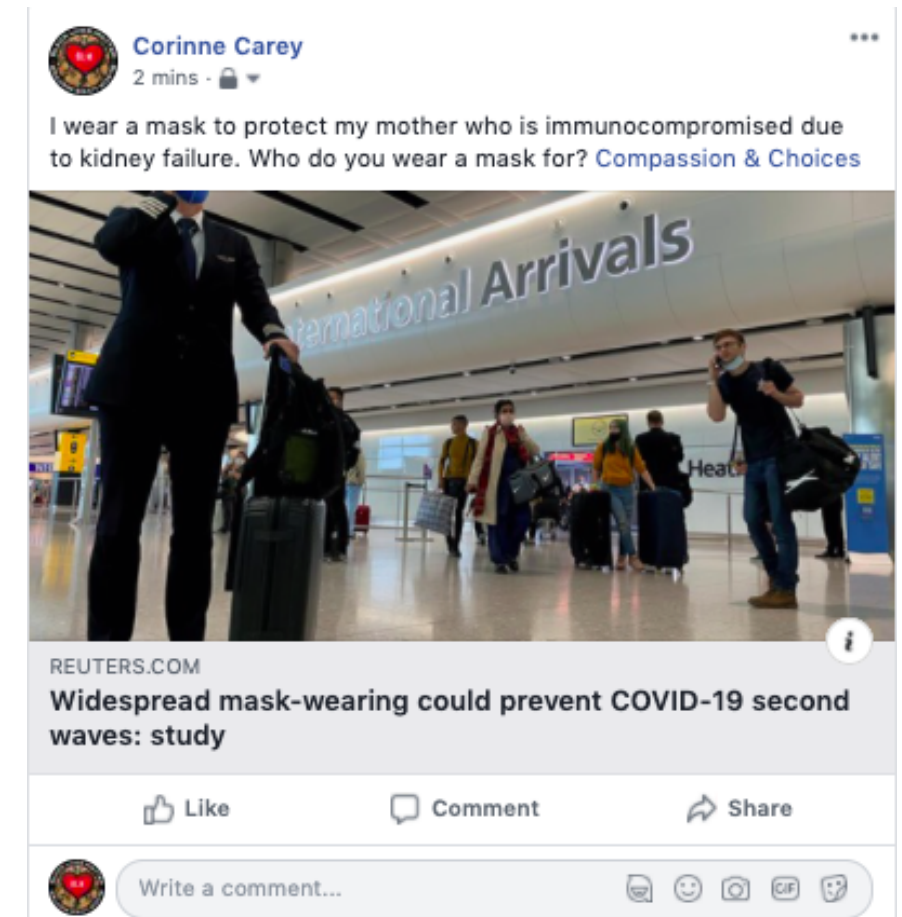 Corinne Carey
2 mins ·
I wear a mask to protect my mother who is immunocompromised due
to kidney failure. Who do you wear a mask for? Compassion & Choices
International Arrivals
REUTERS.COM
Widespread mask-wearing could prevent COVID-19 second
waves: study
Like Comment Share
Write a comment...
GIF